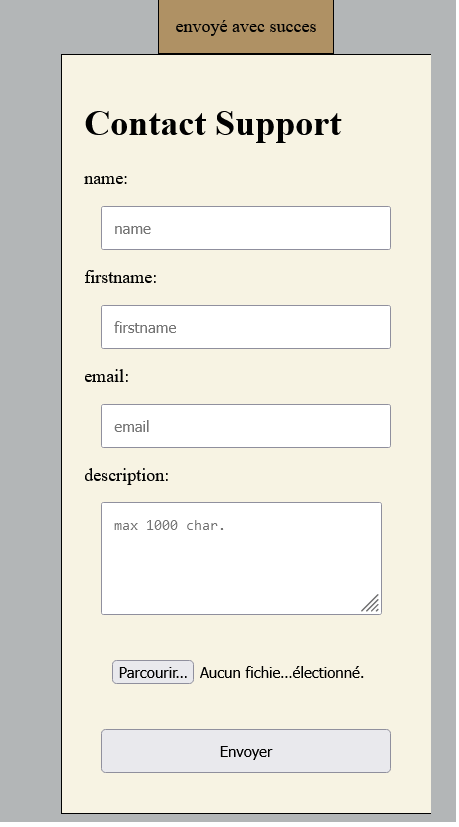 envoyé avec succes
Contact Support
name:
name
firstname:
firstname
email:
email
description:
max 1000 char.
Parcourir... Aucun fichie...électionné.
Envoyer